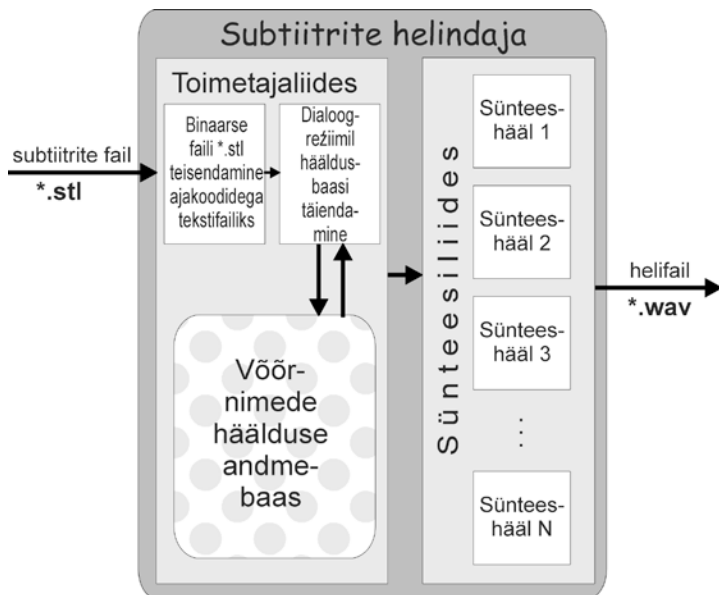 Subtiitrite helindaja
subtiitrite fail
*.stl
Toimetajaliides
Binaarse
faili *.stl
teisendamine
ajakoodidega
tekstifailiks
Dialoog-
režiimil
hääldus-
baasi
täienda-
mine
Võõr-
nimede
häälduse
andme-
baas
Sünteesiliides
Süntees-
hääl 1
Süntees-
hääl 2
Süntees-
hääl 3
...
Süntees-
hääl N
helifail
*.wav